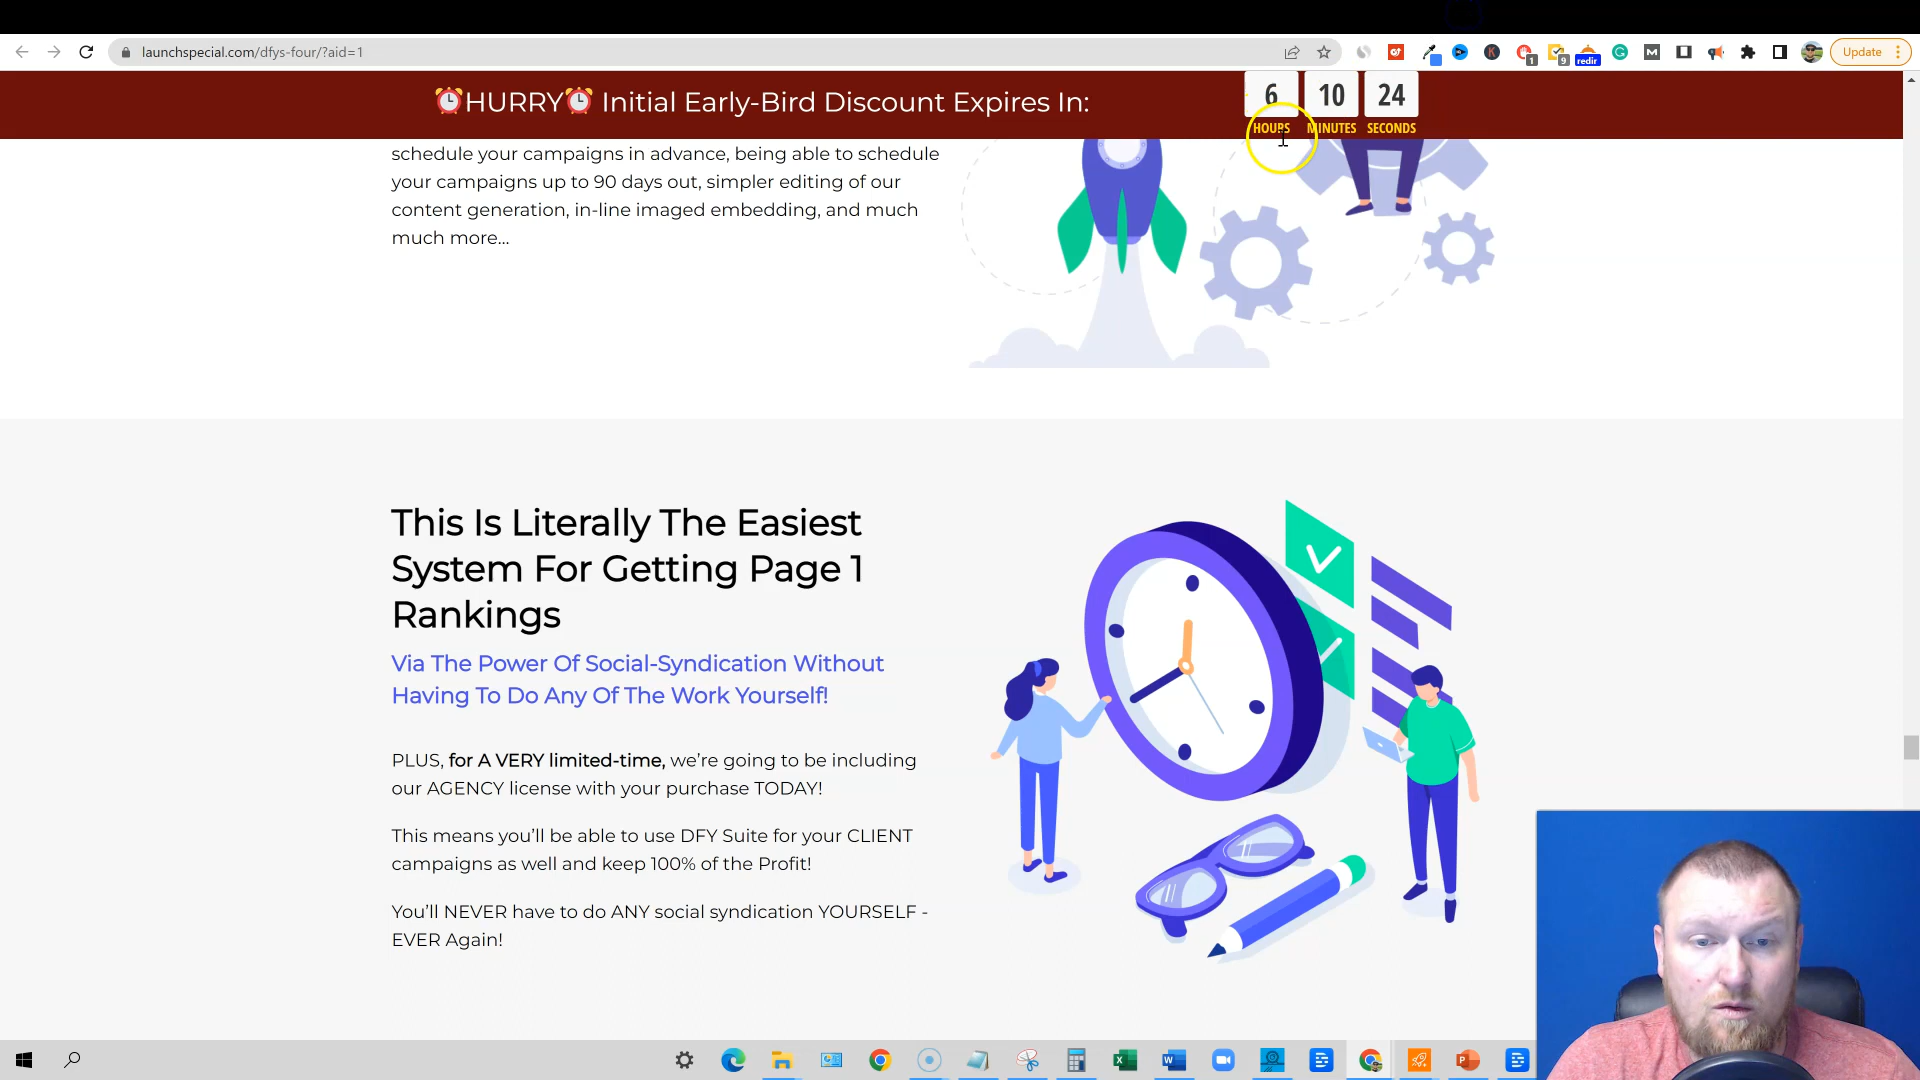 launchspecial.com/dfys-four/?aid=1
1
9
redir
Update
⏰HURRY⏰ Initial Early-Bird Discount Expires In:
6 10 24
HOURS MINUTES SECONDS
schedule your campaigns in advance, being able to schedule
your campaigns up to 90 days out, simpler editing of our
content generation, in-line imaged embedding, and much
much more...
This Is Literally The Easiest
System For Getting Page 1
Rankings
Via The Power Of Social-Syndication Without
Having To Do Any Of The Work Yourself!
PLUS, for A VERY limited-time, we're going to be including
our AGENCY license with your purchase TODAY!
This means you'll be able to use DFY Suite for your CLIENT
campaigns as well and keep 100% of the Profit!
You'll NEVER have to do ANY social syndication YOURSELF -
EVER Again!